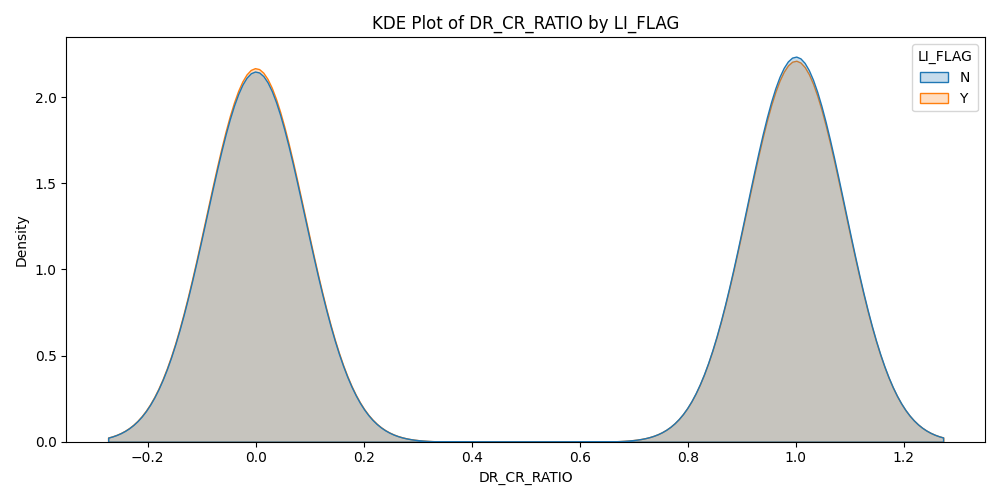 KDE Plot of DR_CR_RATIO by LI_FLAG
LI_FLAG
N
Y
Density
2.0
1.5
1.0
0.5
0.0
−0.2 0.0 0.2 0.4 0.6 0.8 1.0 1.2
DR_CR_RATIO